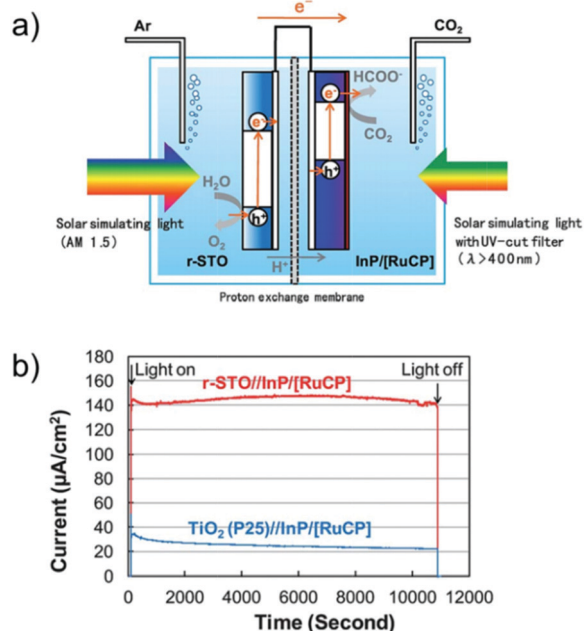 a)
e⁻
Ar
CO₂
HCOO⁻
e⁻
e⁻
CO₂
H₂O
h⁺
h⁺
O₂
Solar simulating light
(AM 1.5)
Solar simulating light
with UV-cut filter
(λ>400nm)
r-STO
H⁺
InP/[RuCP]
Proton exchange membrane
b)
180
160
140
120
100
80
60
40
20
0
Light on
Light off
r-STO//InP/[RuCP]
TiO₂ (P25)//InP/[RuCP]
Current (μA/cm²)
0 2000 4000 6000 8000 10000 12000
Time (Second)